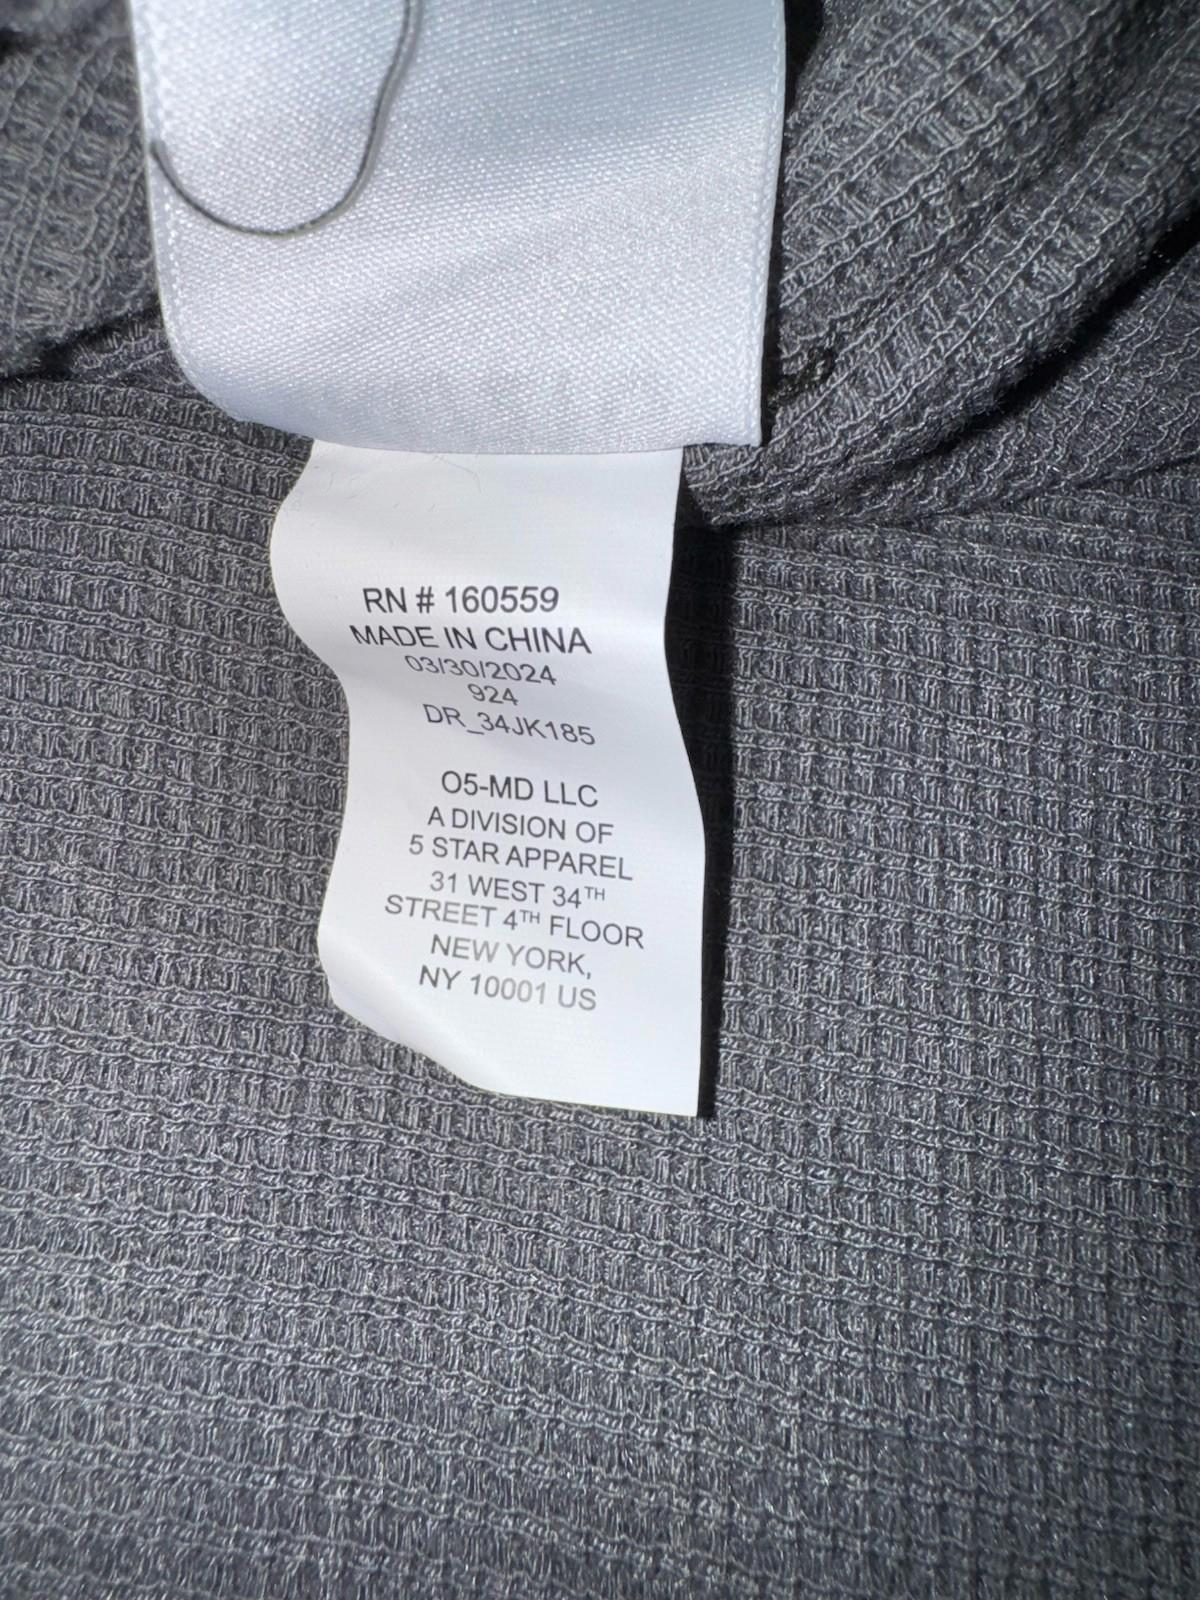 RN # 160559
MADE IN CHINA
03/30/2024
924
DR_34JK185
O5-MD LLC
A DIVISION OF
5 STAR APPAREL
31 WEST 34TH
STREET 4TH FLOOR
NEW YORK,
NY 10001 US